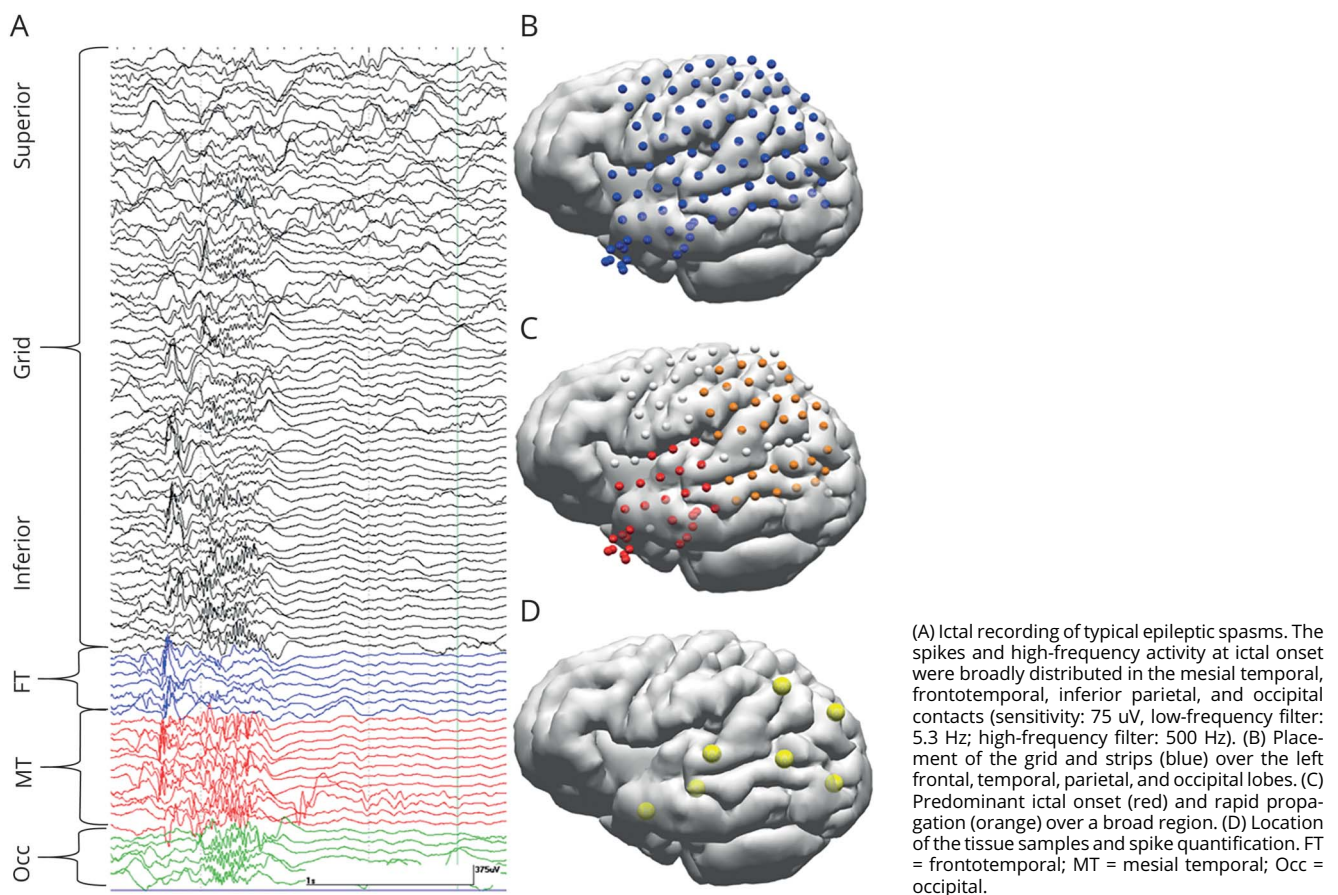 A
B
Superior
Grid
Inferior
FT
MT
Occ
1s
375uV
C
D
(A) Ictal recording of typical epileptic spasms. The
spikes and high-frequency activity at ictal onset
were broadly distributed in the mesial temporal,
frontotemporal, inferior parietal, and occipital
contacts (sensitivity: 75 uV, low-frequency filter:
5.3 Hz; high-frequency filter: 500 Hz). (B) Place-
ment of the grid and strips (blue) over the left
frontal, temporal, parietal, and occipital lobes. (C)
Predominant ictal onset (red) and rapid propa-
gation (orange) over a broad region. (D) Location
of the tissue samples and spike quantification. FT
= frontotemporal; MT = mesial temporal; Occ =
occipital.